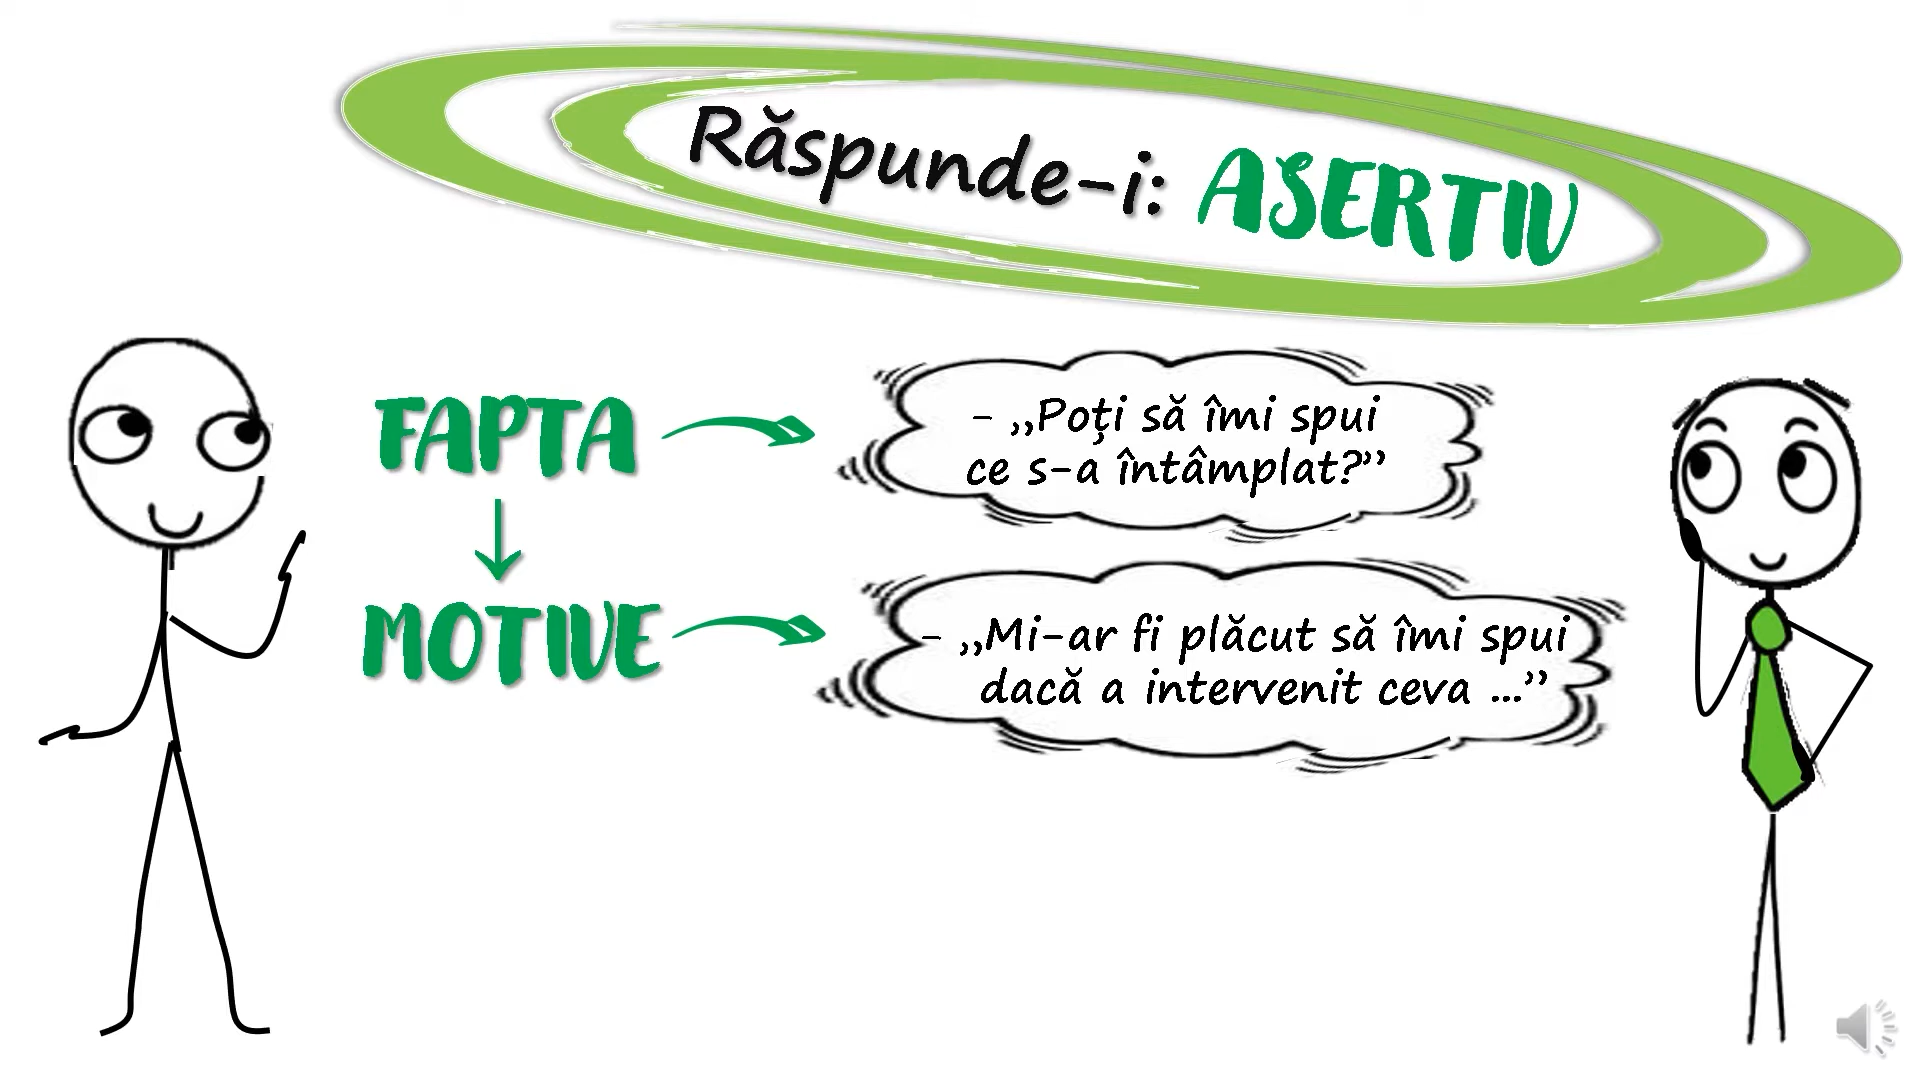 Răspunde-i: ASERTIV
FAPTA
- „Poți să îmi spui
ce s-a întâmplat?”
MOTIVE
- „Mi-ar fi plăcut să îmi spui
dacă a intervenit ceva ...”